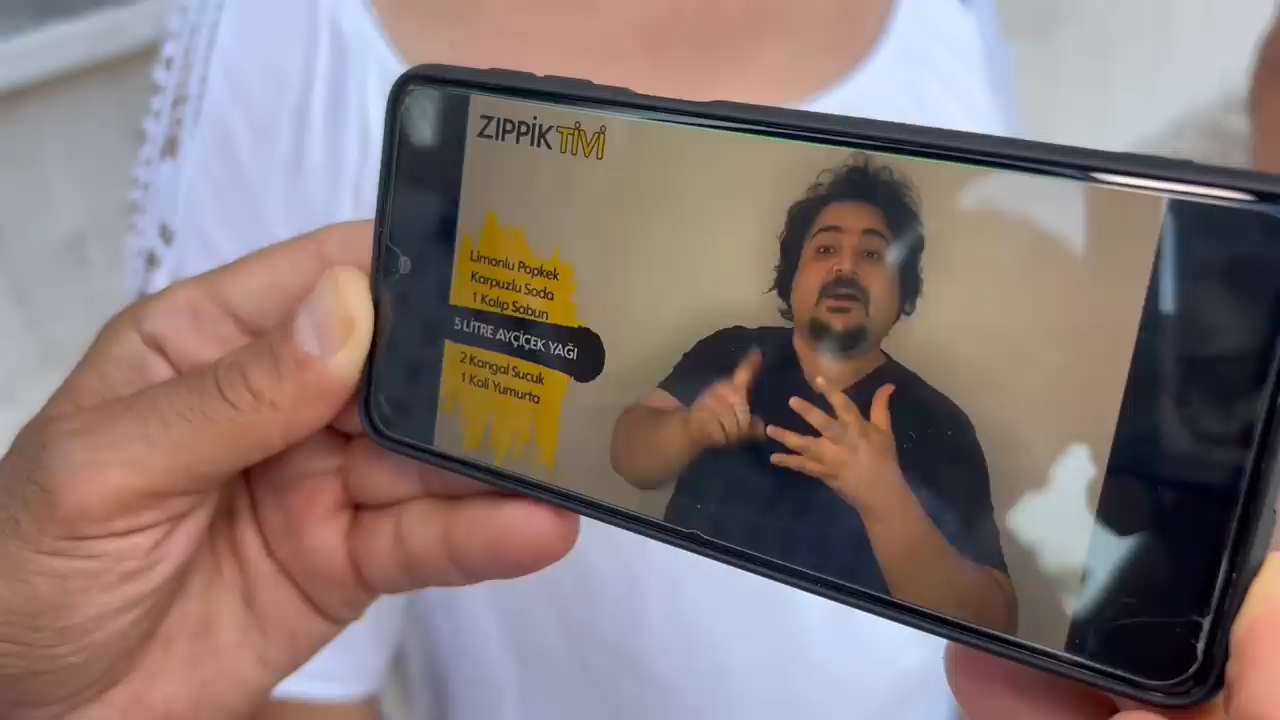 ZIPPİK TİVİ
Limonlu Popkek
Karpuzlu Soda
1 Kalıp Sabun
5 LİTRE AYÇİÇEK YAĞI
2 Kangal Sucuk
1 Koli Yumurta